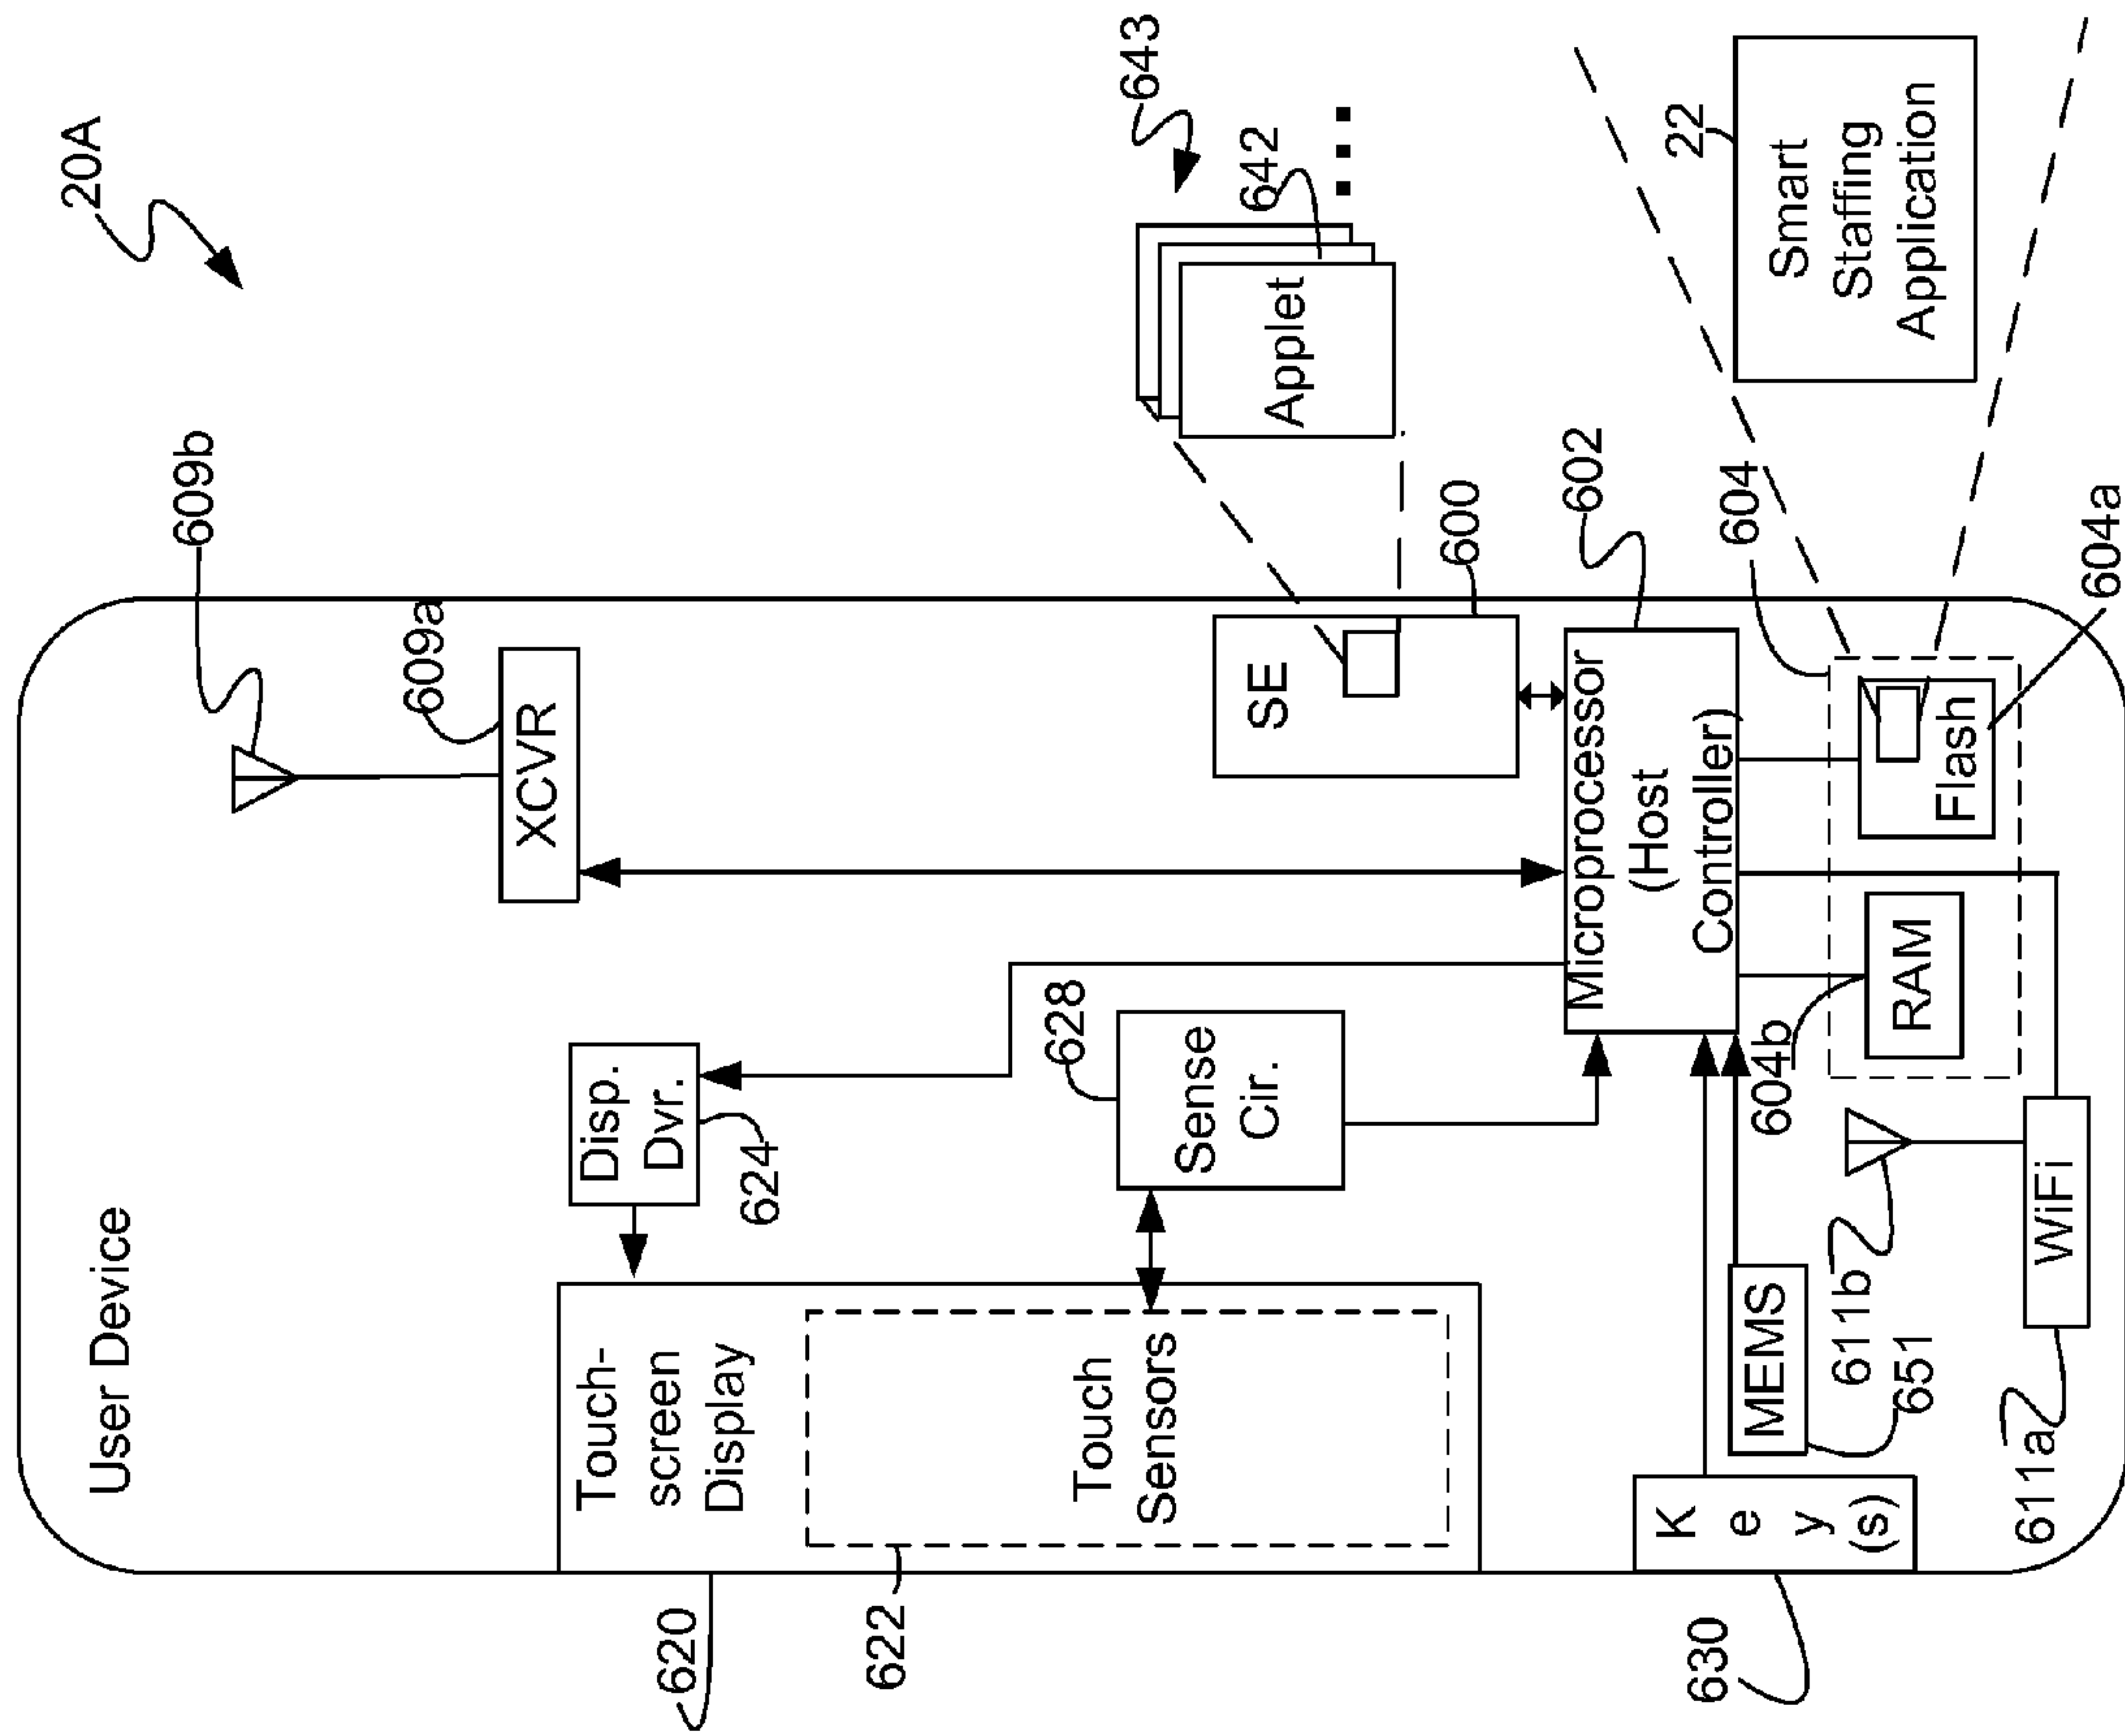 20A
User Device
609b
609a
XCVR
Disp.
Dvr.
624
Touch-
screen
Display
620
Touch
Sensors
622
628
Sense
Cir.
643
642
Applet
SE
600
Microprocessor
(Host
Controller)
602
604
22
Smart
Staffing
Application
Flash
604a
RAM
604b
K
e
y
(s)
630
MEMS
651
611b
WiFi
611a